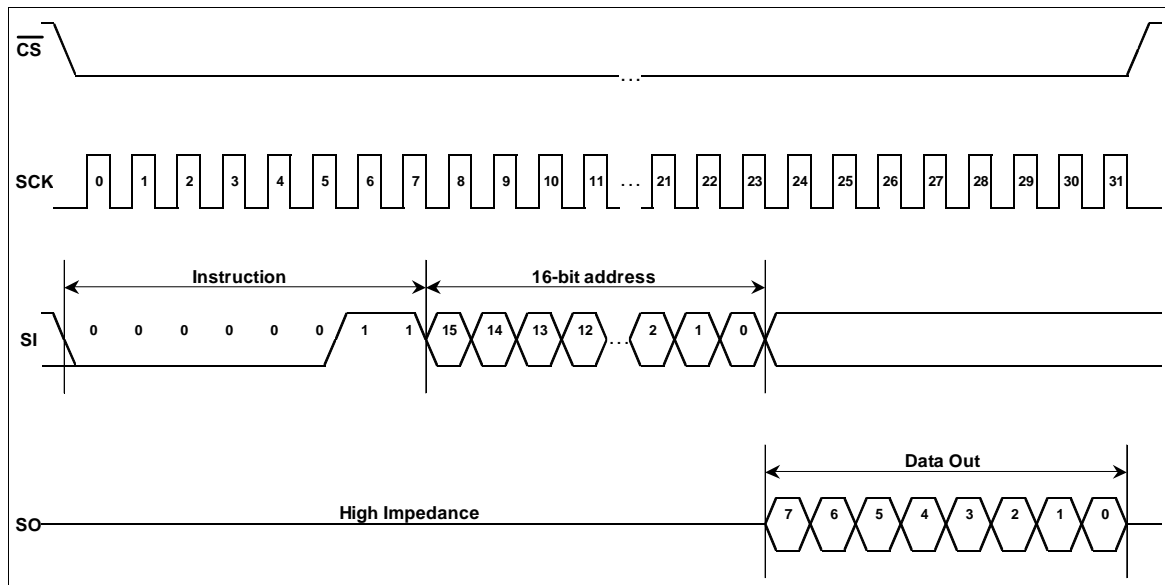 CS
...
SCK
0 1 2 3 4 5 6 7 8 9 10 11 ... 21 22 23 24 25 26 27 28 29 30 31
Instruction 16-bit address
SI
0 0 0 0 0 0 1 1 15 14 13 12 ... 2 1 0
Data Out
SO
High Impedance
7 6 5 4 3 2 1 0